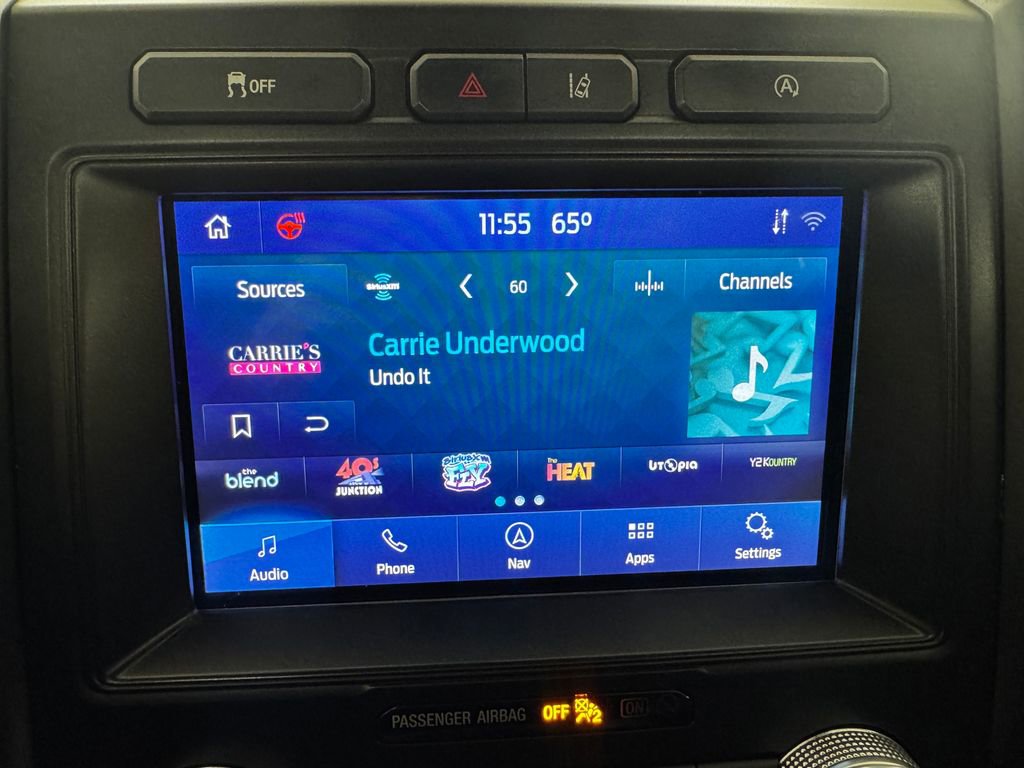 OFF
A
11:55 65°
Sources
SiriusXM
60
Channels
CARRIE'S
COUNTRY
Carrie Underwood
Undo It
the
blend
40s
JUNCTION
SiriusXM
FLY
The
HEAT
UTOPIA
Y2KOUNTRY
Audio
Phone
Nav
Apps
Settings
PASSENGER AIRBAG OFF 2 ON